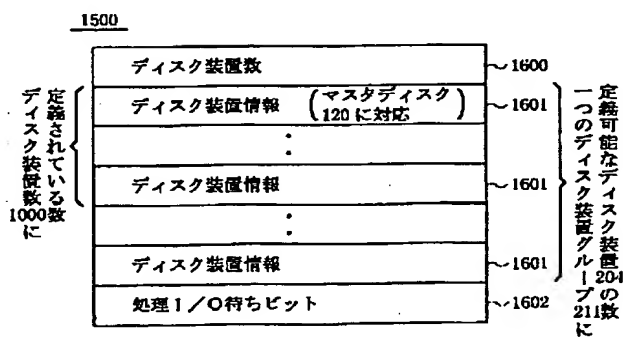 1500
ディスク装置数
1600
ディスク装置情報
マスタディスク
120に対応
1601
・
・
ディスク装置情報
1601
・
・
ディスク装置情報
1601
処理1/O待ちビット
1602
定義されている数
ディスク装置数1000に
定義可能なディスク装置204の数
一つのディスク装置グループ211に